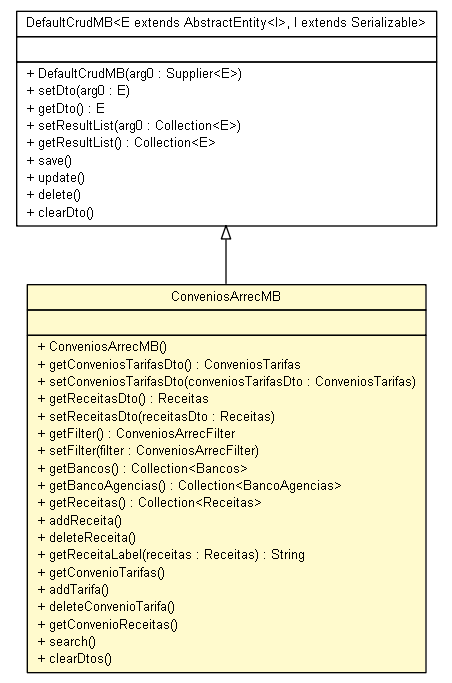 DefaultCrudMB<E extends AbstractEntity<I>, I extends Serializable>
+ DefaultCrudMB(arg0 : Supplier<E>)
+ setDto(arg0 : E)
+ getDto() : E
+ setResultList(arg0 : Collection<E>)
+ getResultList() : Collection<E>
+ save()
+ update()
+ delete()
+ clearDto()
ConveniosArrecMB
+ ConveniosArrecMB()
+ getConveniosTarifasDto() : ConveniosTarifas
+ setConveniosTarifasDto(conveniosTarifasDto : ConveniosTarifas)
+ getReceitasDto() : Receitas
+ setReceitasDto(receitasDto : Receitas)
+ getFilter() : ConveniosArrecFilter
+ setFilter(filter : ConveniosArrecFilter)
+ getBancos() : Collection<Bancos>
+ getBancoAgencias() : Collection<BancoAgencias>
+ getReceitas() : Collection<Receitas>
+ addReceita()
+ deleteReceita()
+ getReceitaLabel(receitas : Receitas) : String
+ getConvenioTarifas()
+ addTarifa()
+ deleteConvenioTarifa()
+ getConvenioReceitas()
+ search()
+ clearDtos()